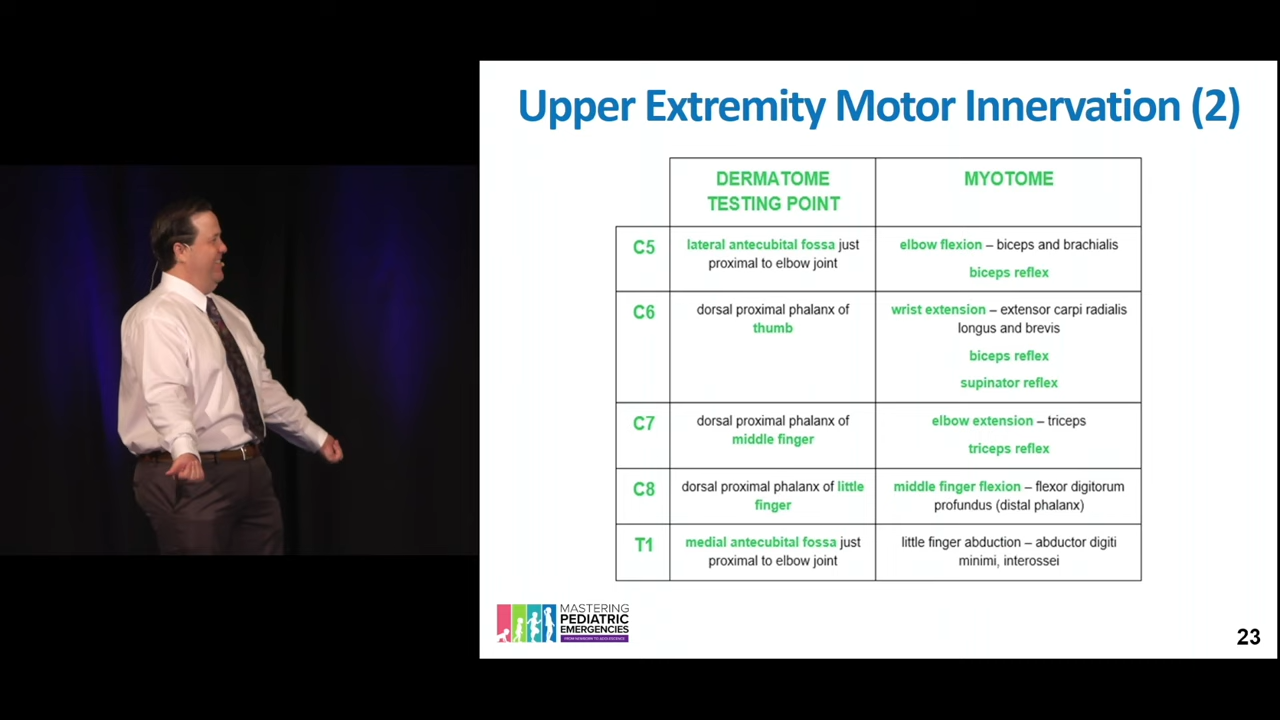 Upper Extremity Motor Innervation (2)
DERMATOME
TESTING POINT
MYOTOME
C5
lateral antecubital fossa just
proximal to elbow joint
elbow flexion – biceps and brachialis
biceps reflex
C6
dorsal proximal phalanx of
thumb
wrist extension – extensor carpi radialis
longus and brevis
biceps reflex
supinator reflex
C7
dorsal proximal phalanx of
middle finger
elbow extension – triceps
triceps reflex
C8
dorsal proximal phalanx of little
finger
middle finger flexion – flexor digitorum
profundus (distal phalanx)
T1
medial antecubital fossa just
proximal to elbow joint
little finger abduction – abductor digiti
minimi, interossei
MASTERING
PEDIATRIC
EMERGENCIES
FROM NEWBORN TO ADOLESCENCE
23